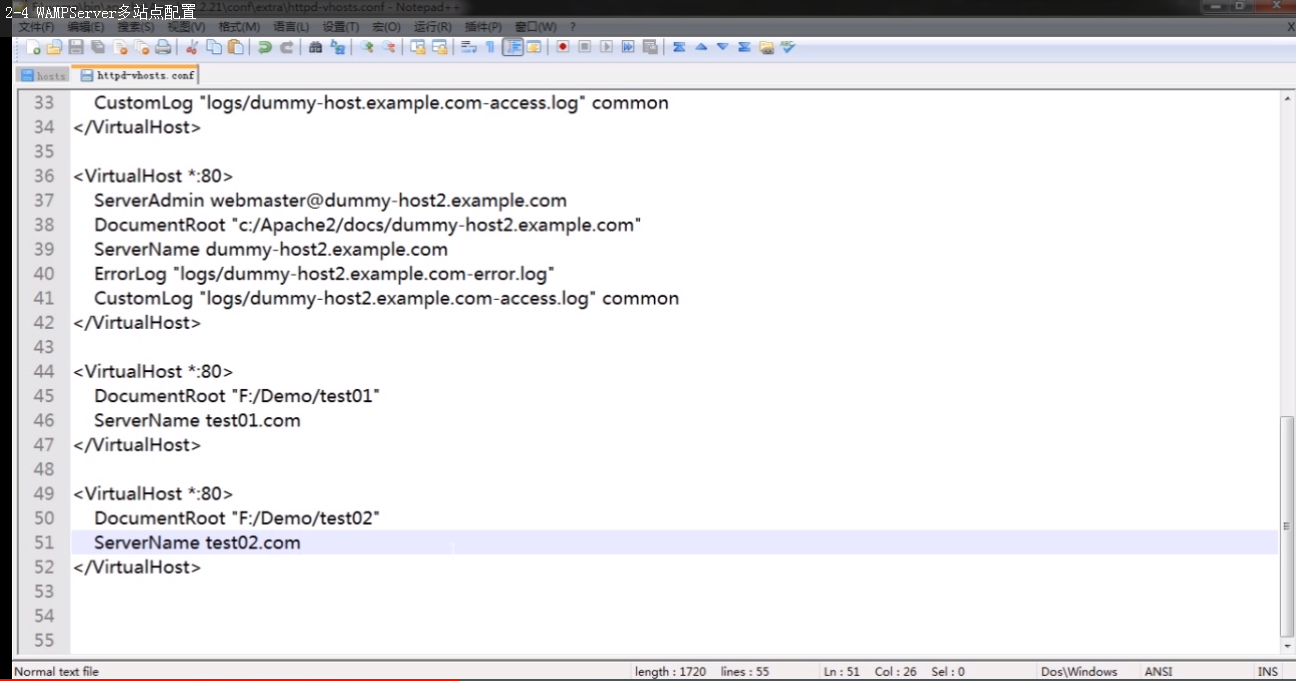 2-4 WAMPServer多站点配置
2.21\conf\extra\httpd-vhosts.conf - Notepad++
文件(F) 编辑(E) 搜索(S) 视图(V) 格式(M) 语言(L) 设置(T) 宏(O) 运行(R) 插件(P) 窗口(W) ? X
hosts httpd-vhosts.conf
33 CustomLog "logs/dummy-host.example.com-access.log" common
34 </VirtualHost>
35
36 <VirtualHost *:80>
37 ServerAdmin webmaster@dummy-host2.example.com
38 DocumentRoot "c:/Apache2/docs/dummy-host2.example.com"
39 ServerName dummy-host2.example.com
40 ErrorLog "logs/dummy-host2.example.com-error.log"
41 CustomLog "logs/dummy-host2.example.com-access.log" common
42 </VirtualHost>
43
44 <VirtualHost *:80>
45 DocumentRoot "F:/Demo/test01"
46 ServerName test01.com
47 </VirtualHost>
48
49 <VirtualHost *:80>
50 DocumentRoot "F:/Demo/test02"
51 ServerName test02.com
52 </VirtualHost>
53
54
55
Normal text file length : 1720 lines : 55 Ln : 51 Col : 26 Sel : 0 Dos\Windows ANSI INS